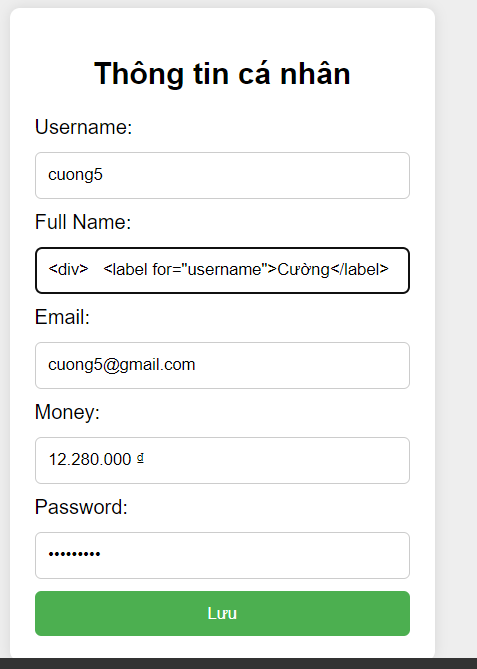 Thông tin cá nhân
Username:
cuong5
Full Name:
<div>   <label for="username">Cường</label>
Email:
cuong5@gmail.com
Money:
12.280.000 ₫
Password:
•••••••••
Lưu